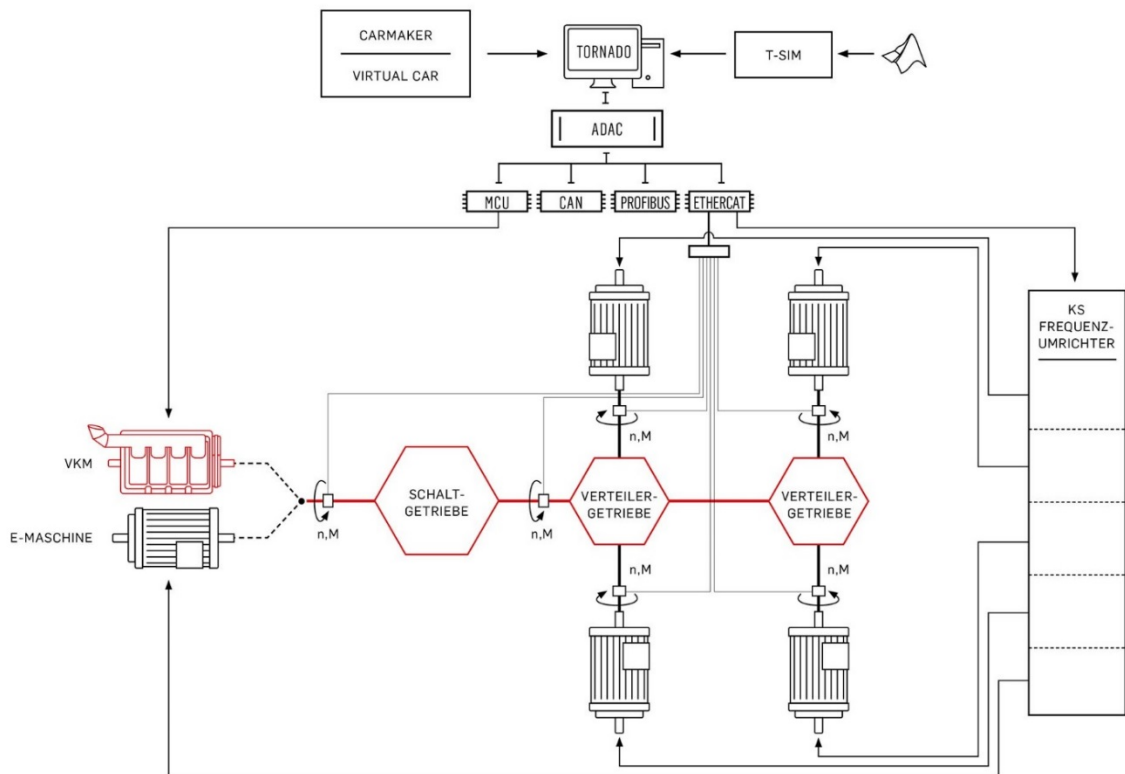 CARMAKER
VIRTUAL CAR
TORNADO
T-SIM
ADAC
MCU
CAN
PROFIBUS
ETHERCAT
KS
FREQUENZ-
UMRICHTER
n,M
n,M
VKM
SCHALT-
GETRIEBE
VERTEILER-
GETRIEBE
VERTEILER-
GETRIEBE
E-MASCHINE
n,M
n,M
n,M
n,M